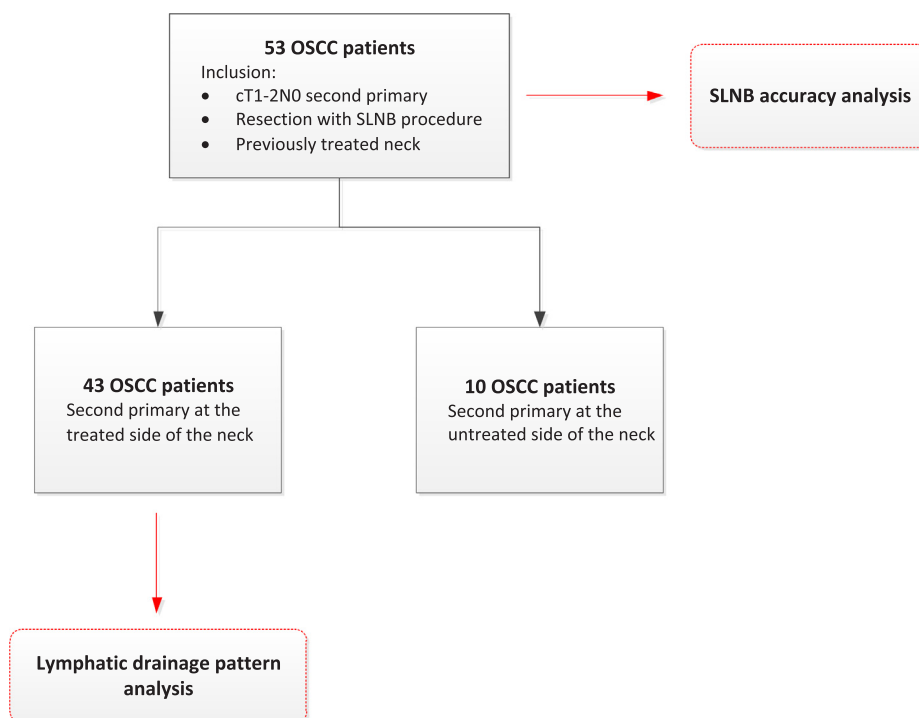 53 OSCC patients
Inclusion:
• cT1-2N0 second primary
• Resection with SLNB procedure
• Previously treated neck
SLNB accuracy analysis
43 OSCC patients
Second primary at the
treated side of the neck
10 OSCC patients
Second primary at the
untreated side of the neck
Lymphatic drainage pattern
analysis